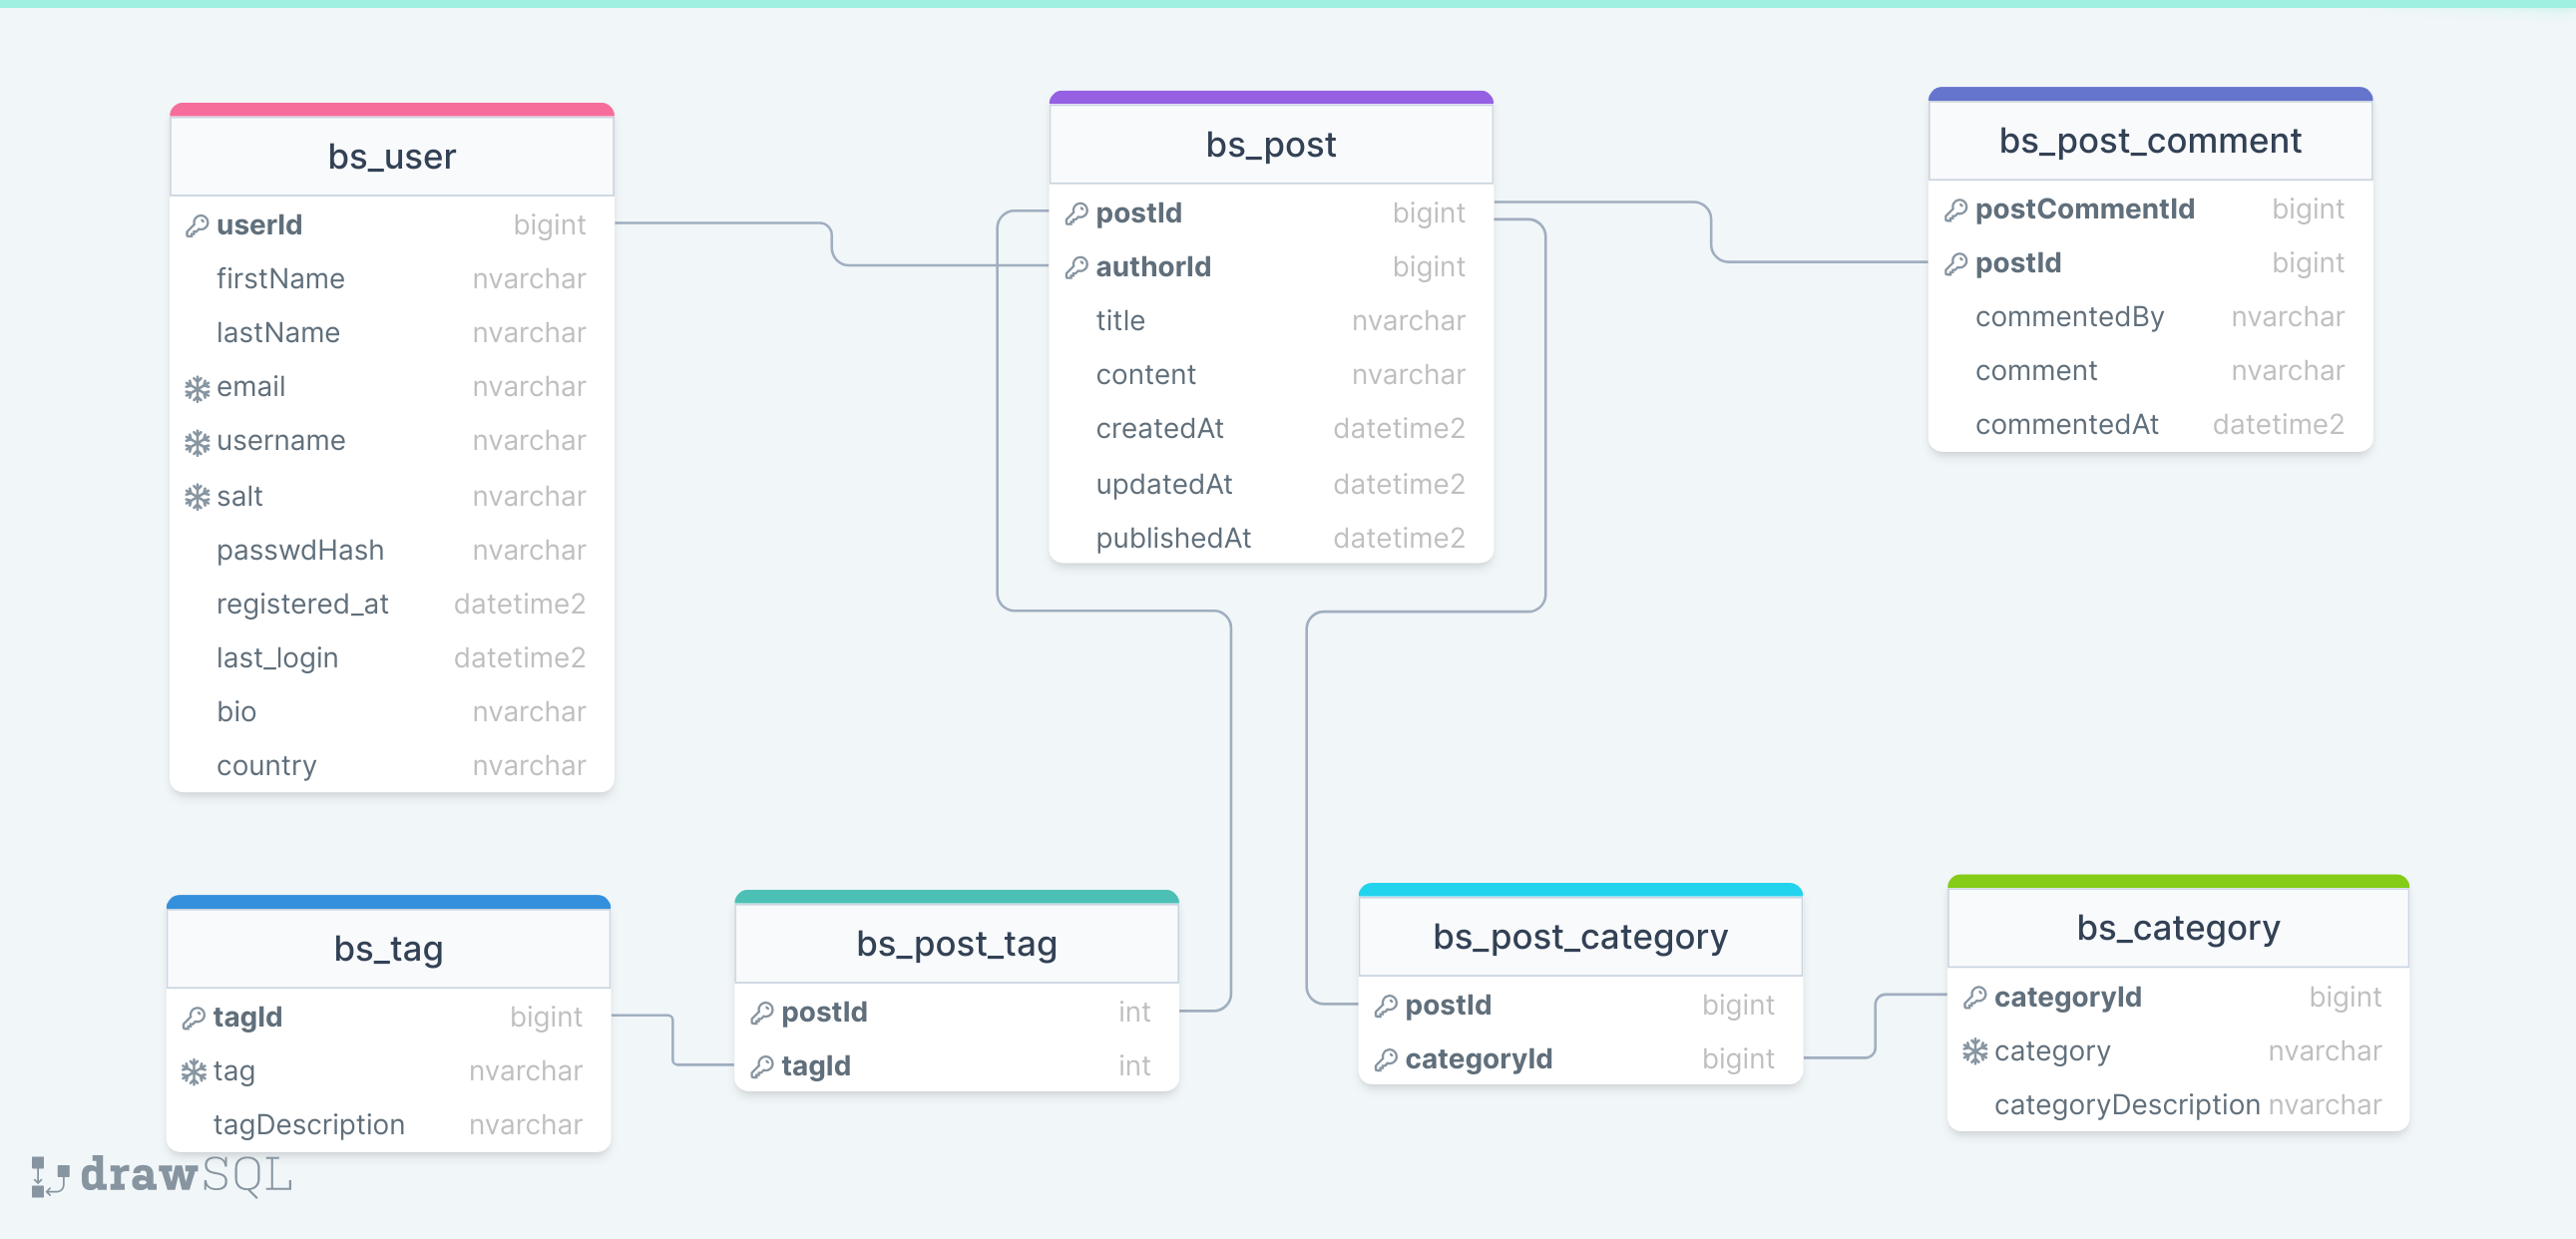 bs_user
userId bigint
firstName nvarchar
lastName nvarchar
email nvarchar
username nvarchar
salt nvarchar
passwdHash nvarchar
registered_at datetime2
last_login datetime2
bio nvarchar
country nvarchar
bs_post
postId bigint
authorId bigint
title nvarchar
content nvarchar
createdAt datetime2
updatedAt datetime2
publishedAt datetime2
bs_post_comment
postCommentId bigint
postId bigint
commentedBy nvarchar
comment nvarchar
commentedAt datetime2
bs_tag
tagId bigint
tag nvarchar
tagDescription nvarchar
bs_post_tag
postId int
tagId int
bs_post_category
postId bigint
categoryId bigint
bs_category
categoryId bigint
category nvarchar
categoryDescription nvarchar
drawSQL